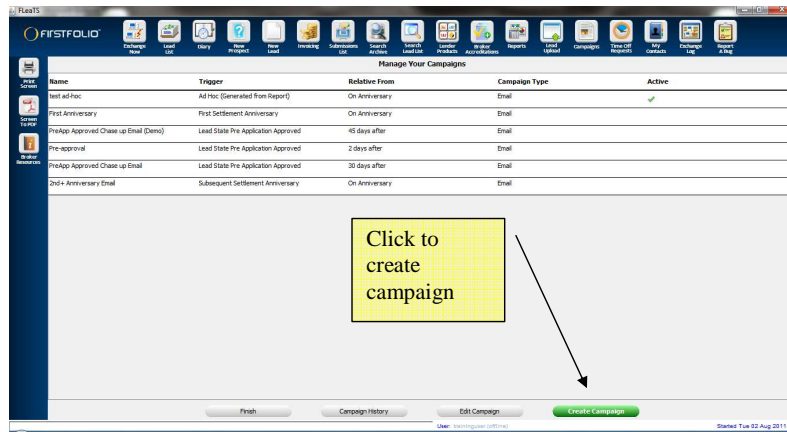 FLeaTS
FIRSTFOLIO
Exchange Now
Lead List
Diary
New Prospect
New Lead
Invoicing
Submissions List
Search Archive
Search Lead List
Lender Products
Broker Accreditations
Reports
Lead Upload
Campaigns
Time Off Requests
My Contacts
Exchange Log
Report A Bug
Print Screen
Screen To PDF
Broker Resources
Manage Your Campaigns
Name Trigger Relative From Campaign Type Active
test ad-hoc Ad Hoc (Generated from Report) On Anniversary Email
First Anniversary First Settlement Anniversary On Anniversary Email
PreApp Approved Chase up Email (Demo) Lead State Pre Application Approved 45 days after Email
Pre-approval Lead State Pre Application Approved 2 days after Email
PreApp Approved Chase up Email Lead State Pre Application Approved 30 days after Email
2nd+ Anniversary Email Subsequent Settlement Anniversary On Anniversary Email
Click to
create
campaign
Finish Campaign History Edit Campaign Create Campaign
User: traininguser (offline) Started Tue 02 Aug 2011